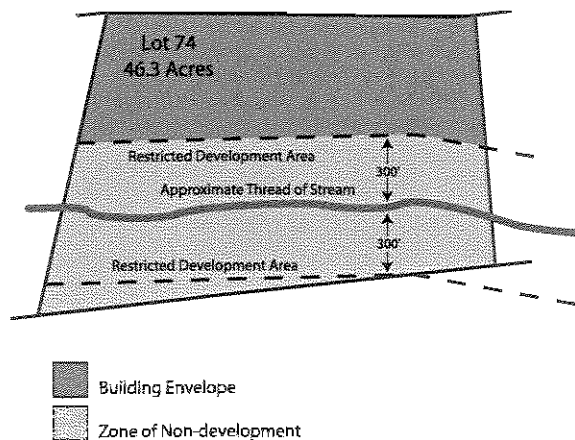 Lot 74
46.3 Acres
Restricted Development Area
300'
Approximate Thread of Stream
300'
Restricted Development Area
Building Envelope
Zone of Non-development